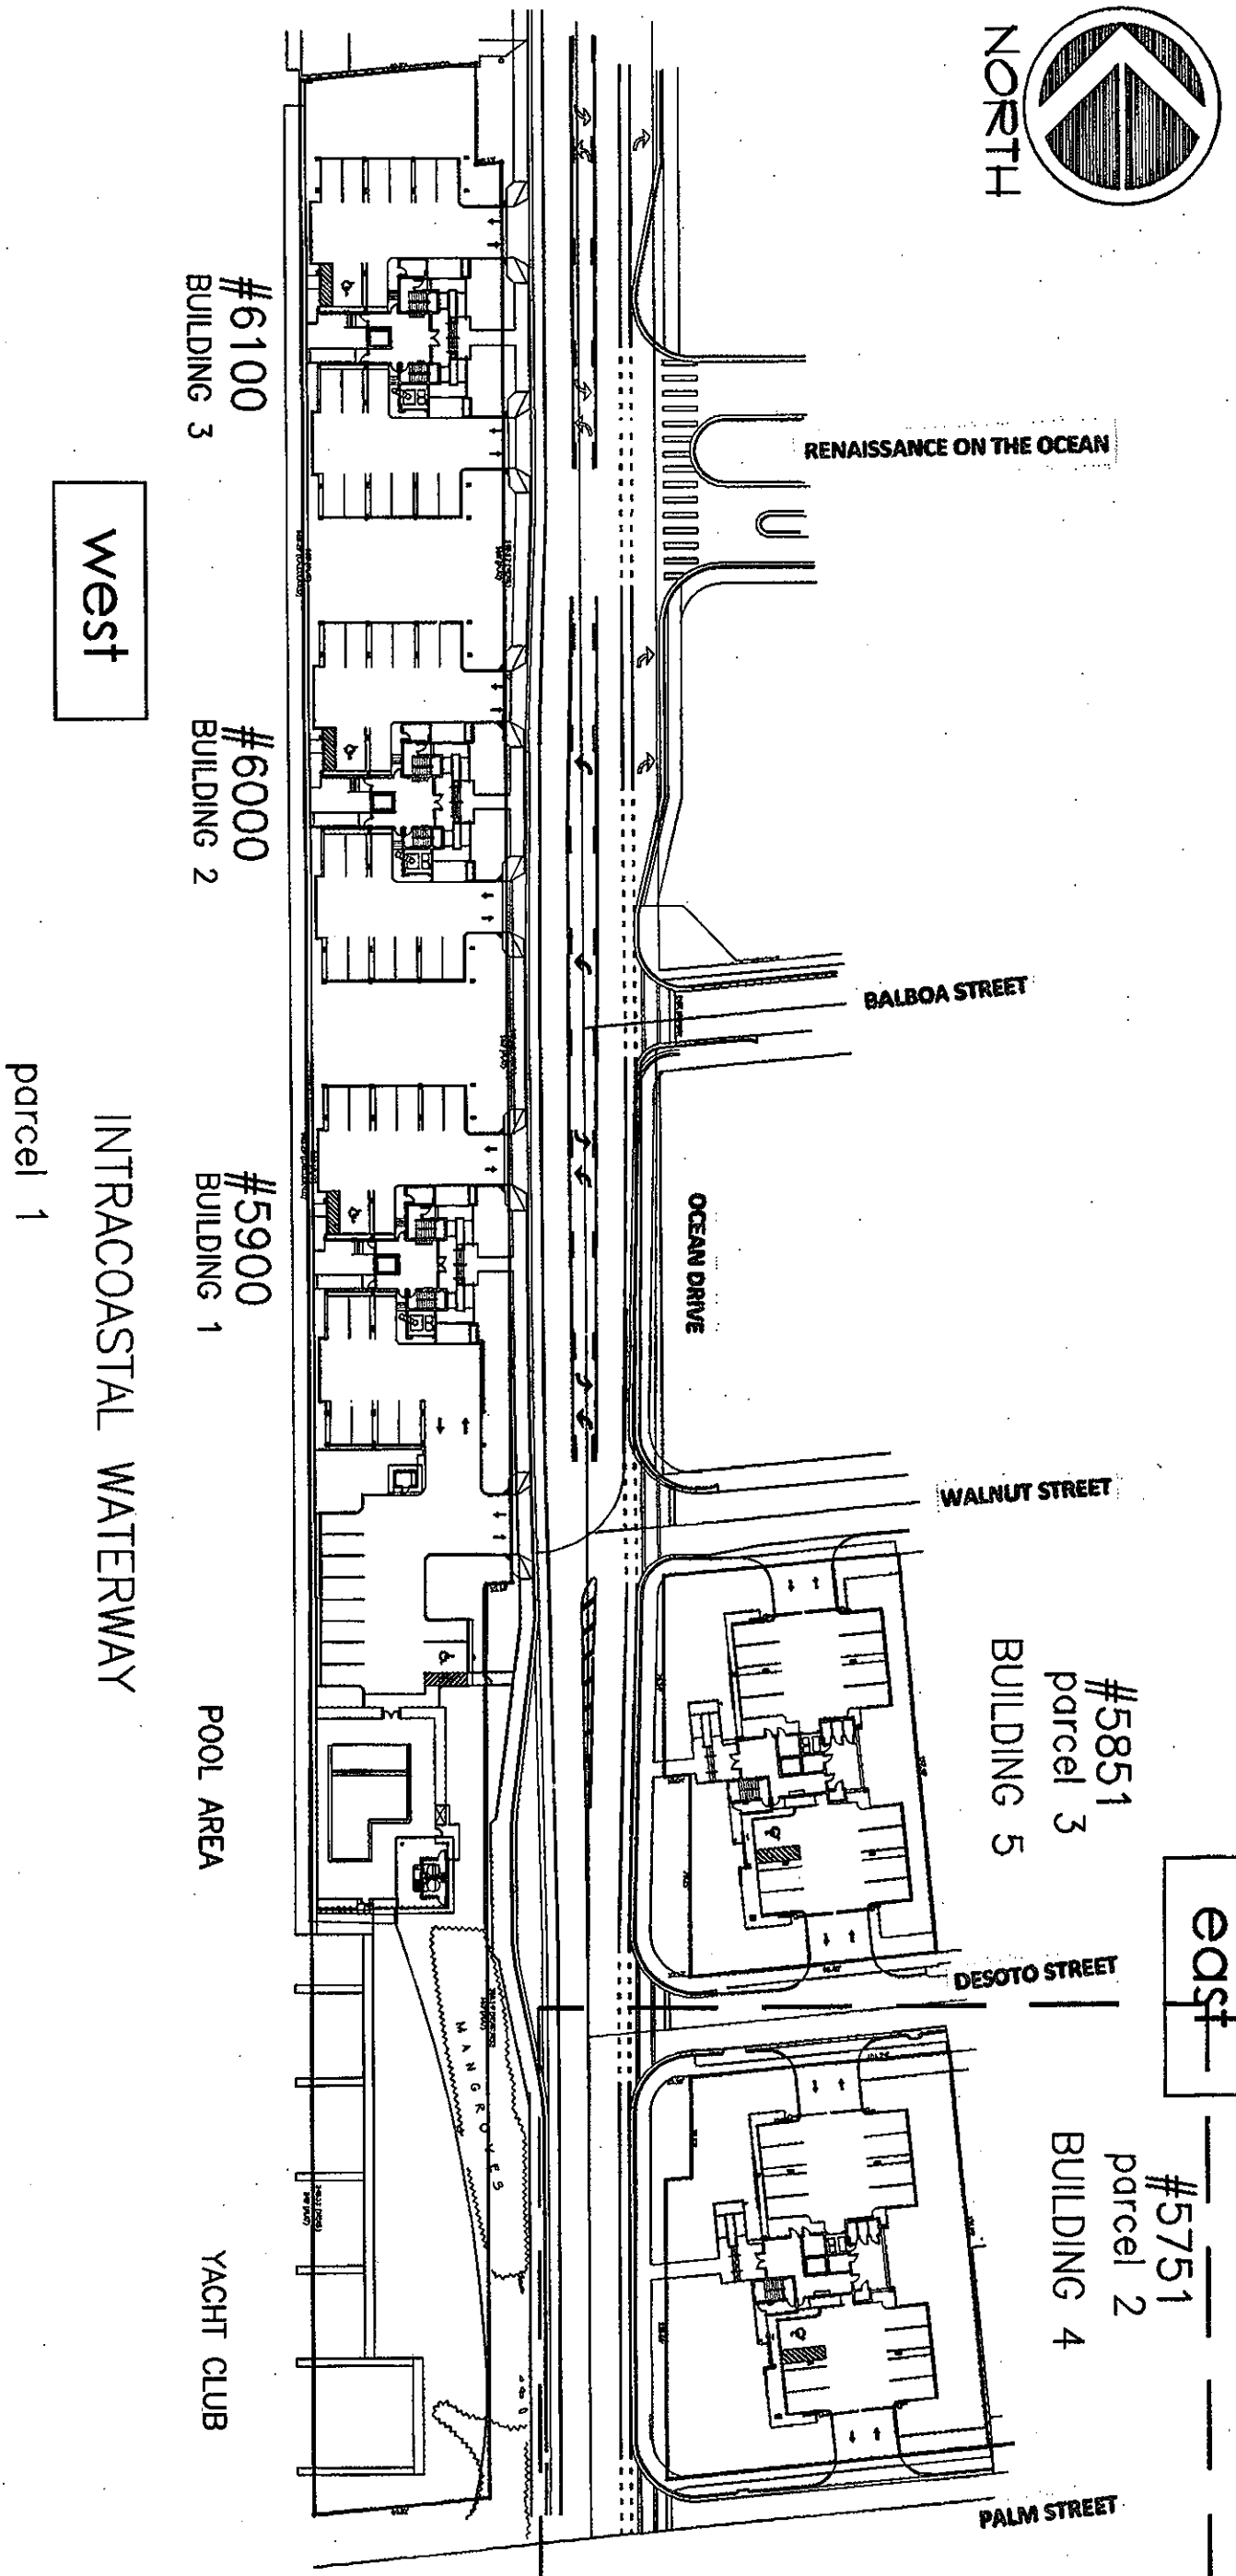 NORTH
RENAISSANCE ON THE OCEAN
#6100
BUILDING 3
west
#6000
BUILDING 2
BALBOA STREET
OCEAN DRIVE
#5900
BUILDING 1
INTRACOASTAL WATERWAY
parcel 1
WALNUT STREET
#5851
parcel 3
BUILDING 5
POOL AREA
east
DESOTO STREET
MANGROVES
#5751
parcel 2
BUILDING 4
YACHT CLUB
PALM STREET